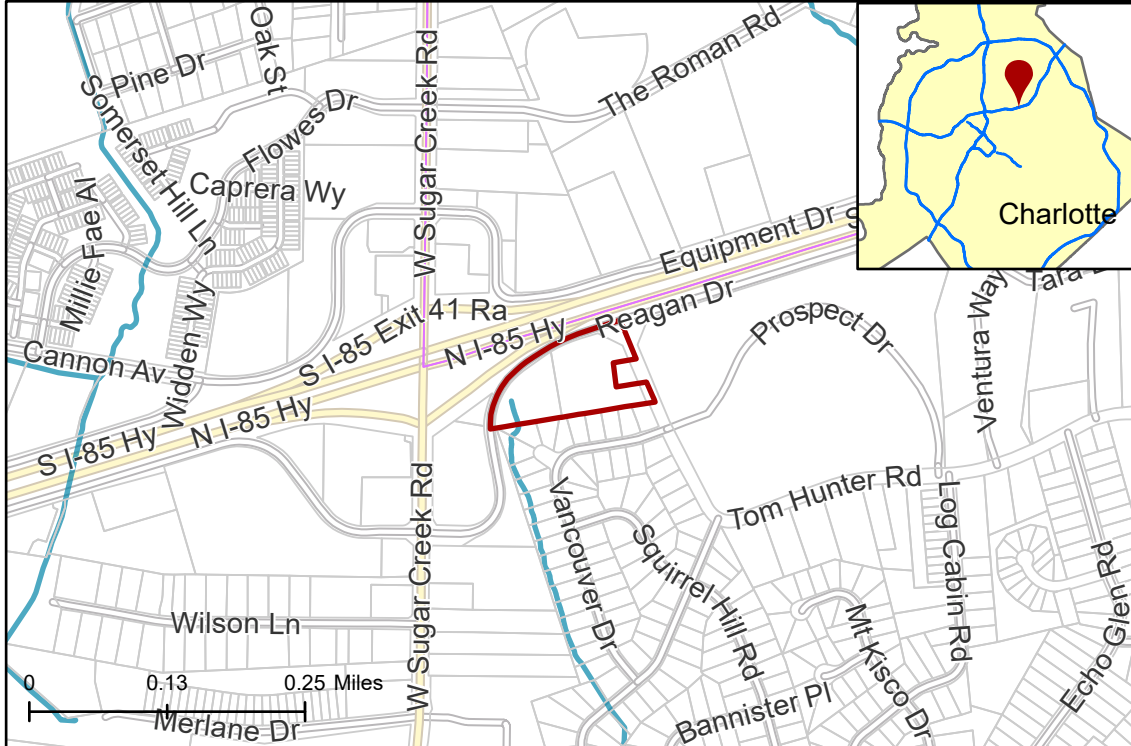 Pine Dr
Oak St
Somerset Hill Ln
Flowes Dr
Caprera Wy
Millie Fae Al
W Sugar Creek Rd
The Roman Rd
Charlotte
Equipment Dr
S
S I-85 Exit 41 Ra
N I-85 Hy
Reagan Dr
Cannon Av
Widden Wy
S I-85 Hy
N I-85 Hy
Prospect Dr
Ventura Way
Tara
W Sugar Creek Rd
Vancouver Dr
Squirrel Hill Rd
Tom Hunter Rd
Log Cabin Rd
Mt Kisco Dr
Echo Glen Rd
Bannister Pl
Wilson Ln
Merlane Dr
0 0.13 0.25 Miles